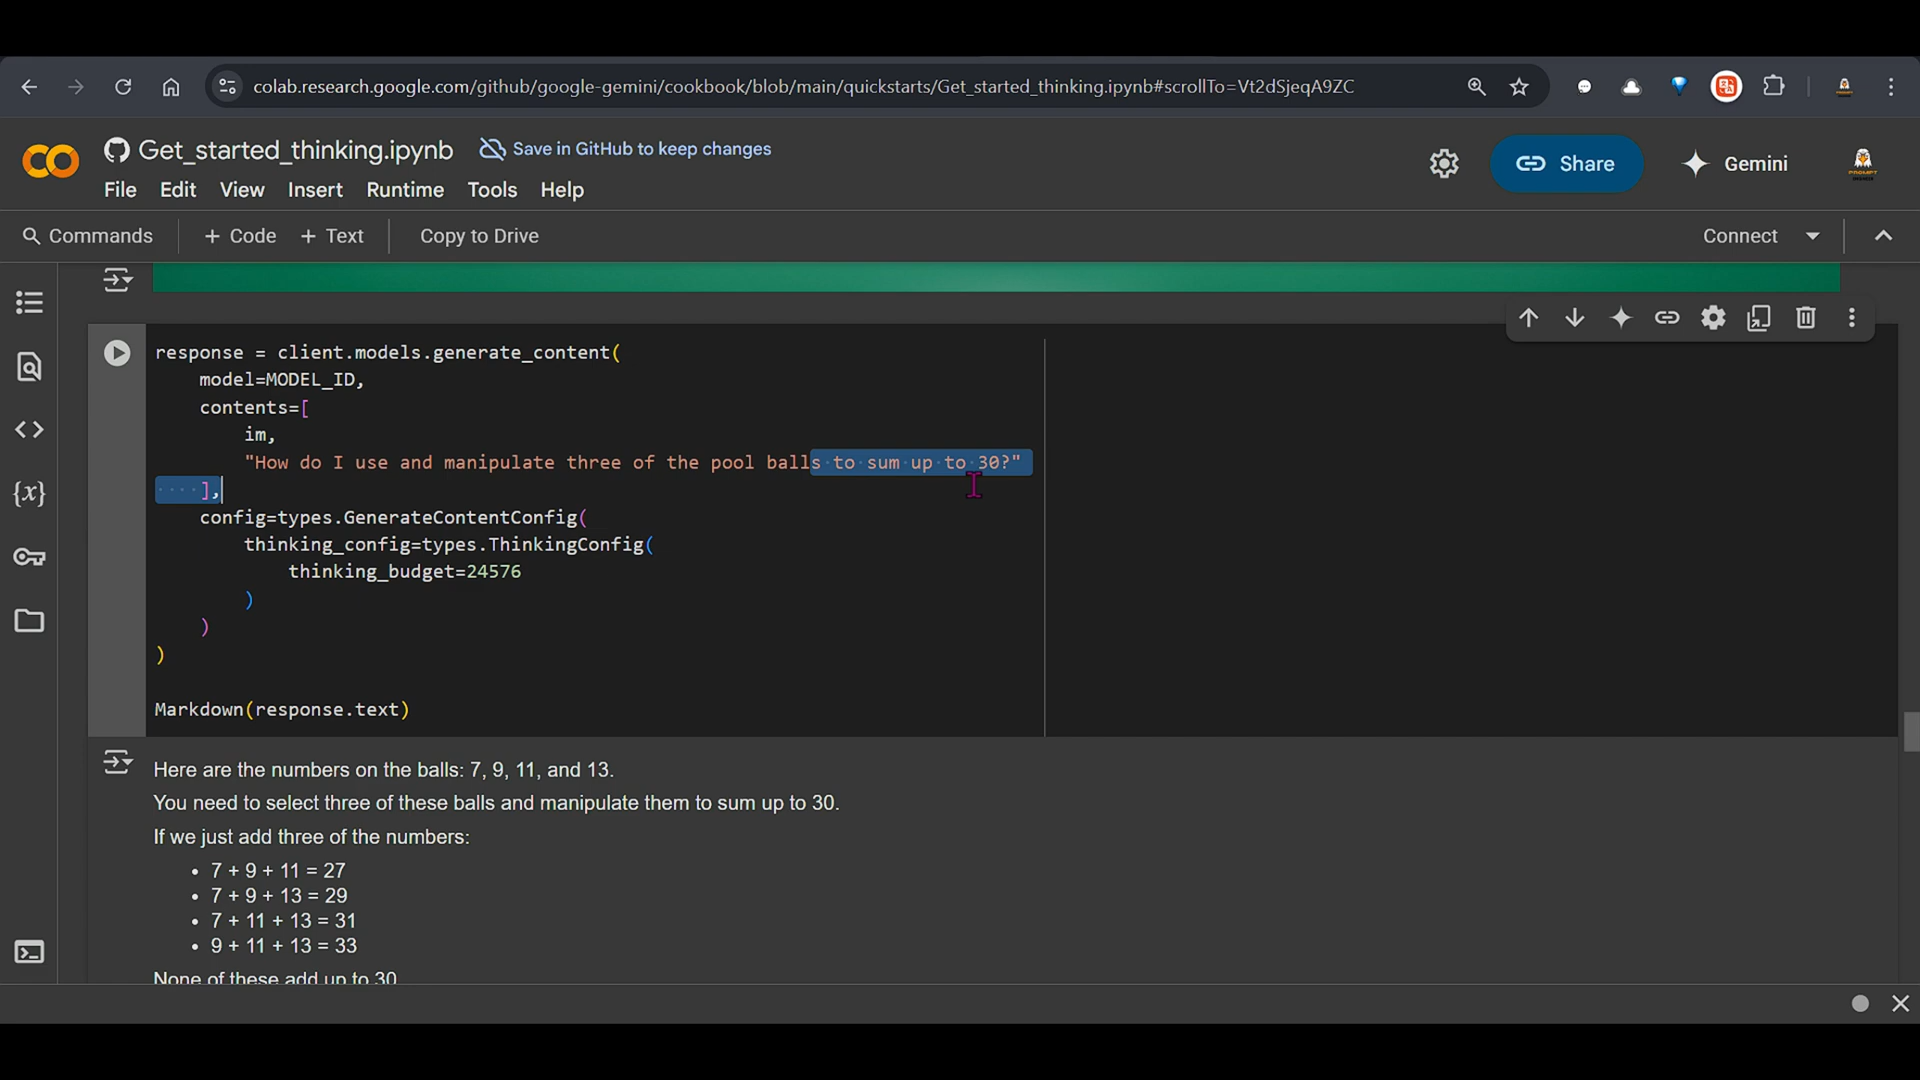 colab.research.google.com/github/google-gemini/cookbook/blob/main/quickstarts/Get_started_thinking.ipynb#scrollTo=Vt2dSjeqA9ZC
CO
Get_started_thinking.ipynb
Save in GitHub to keep changes
File Edit View Insert Runtime Tools Help
Share
Gemini
Commands
+ Code + Text
Copy to Drive
Connect
response = client.models.generate_content(
model=MODEL_ID,
contents=[
im,
"How do I use and manipulate three of the pool balls to sum up to 30?"
],
config=types.GenerateContentConfig(
thinking_config=types.ThinkingConfig(
thinking_budget=24576
)
)
)
Markdown(response.text)
Here are the numbers on the balls: 7, 9, 11, and 13.
You need to select three of these balls and manipulate them to sum up to 30.
If we just add three of the numbers:
• 7 + 9 + 11 = 27
• 7 + 9 + 13 = 29
• 7 + 11 + 13 = 31
• 9 + 11 + 13 = 33
None of these add up to 30